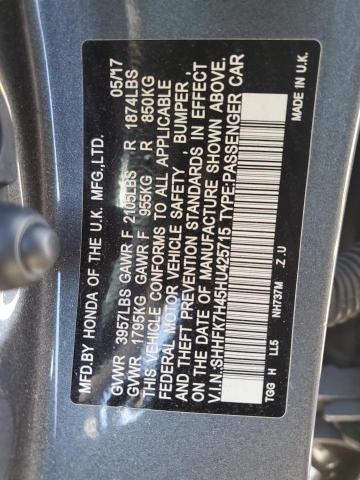 MFD.BY HONDA OF THE U.K. MFG.,LTD. 05/17
GVWR 3957LBS GAWR F 2105LBS R 1874LBS
GVWR 1795KG GAWR F 955KG R 850KG
THIS VEHICLE CONFORMS TO ALL APPLICABLE
FEDERAL MOTOR VEHICLE SAFETY , BUMPER ,
AND THEFT PREVENTION STANDARDS IN EFFECT
ON THE DATE OF MANUFACTURE SHOWN ABOVE.
V.I.N.:SHHFK7H45HU425715 TYPE:PASSENGER CAR
TGG H LL5 NH737M Z.U MADE IN U.K.